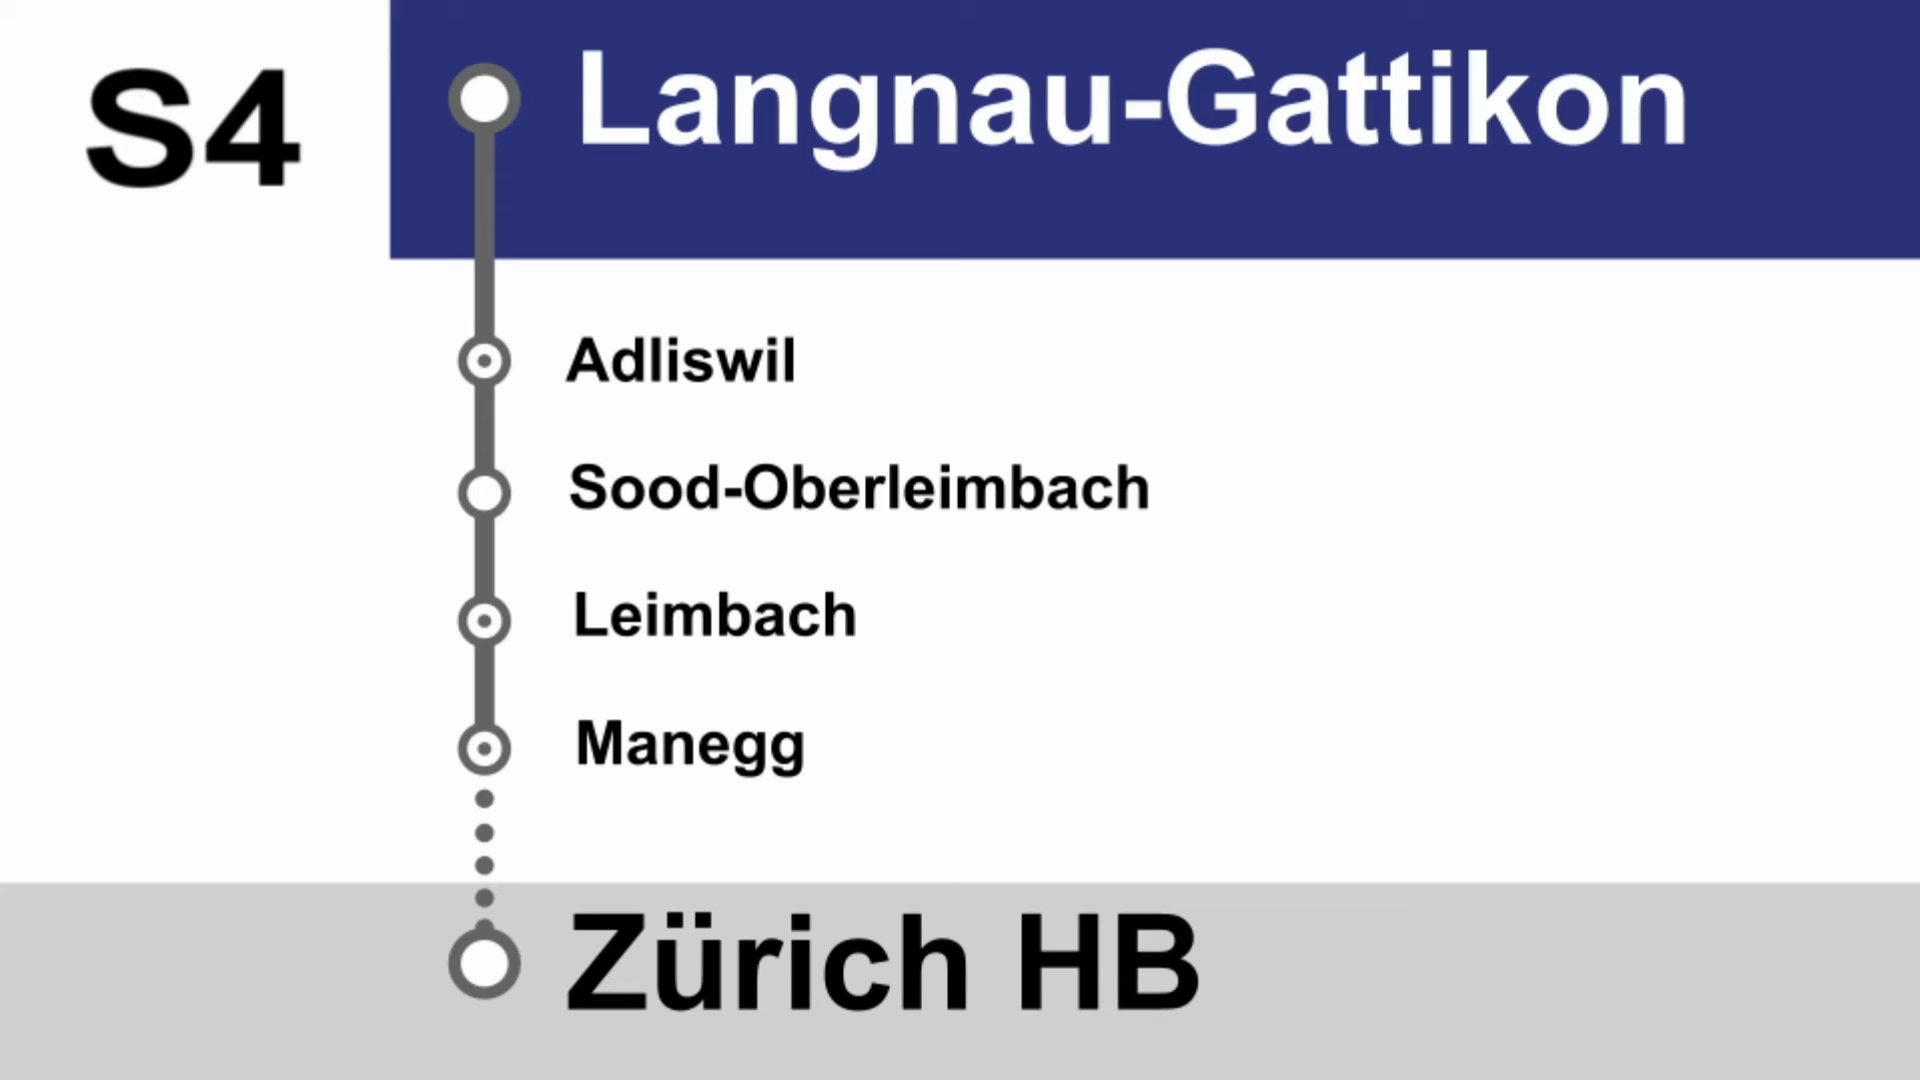 S4
Langnau-Gattikon
Adliswil
Sood-Oberleimbach
Leimbach
Manegg
Zürich HB